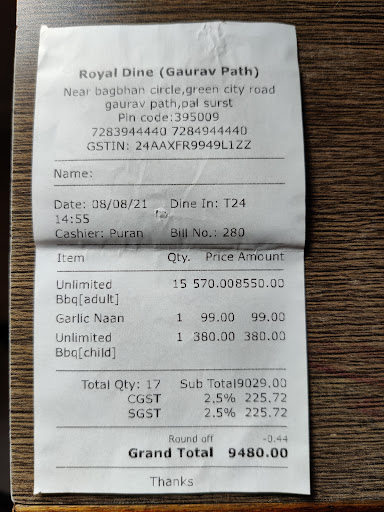 Royal Dine (Gaurav Path)
Near bagbhan circle,green city road
gaurav path,pal surst
Pin code:395009
7283944440 7284944440
GSTIN: 24AAXFR9949L1ZZ
Name:
Date: 08/08/21 Dine In: T24
14:55
Cashier: Puran Bill No.: 280
Item Qty. Price Amount
Unlimited 15 570.008550.00
Bbq[adult]
Garlic Naan 1 99.00 99.00
Unlimited 1 380.00 380.00
Bbq[child]
Total Qty: 17 Sub Total9029.00
CGST 2.5% 225.72
SGST 2.5% 225.72
Round off -0.44
Grand Total 9480.00
Thanks